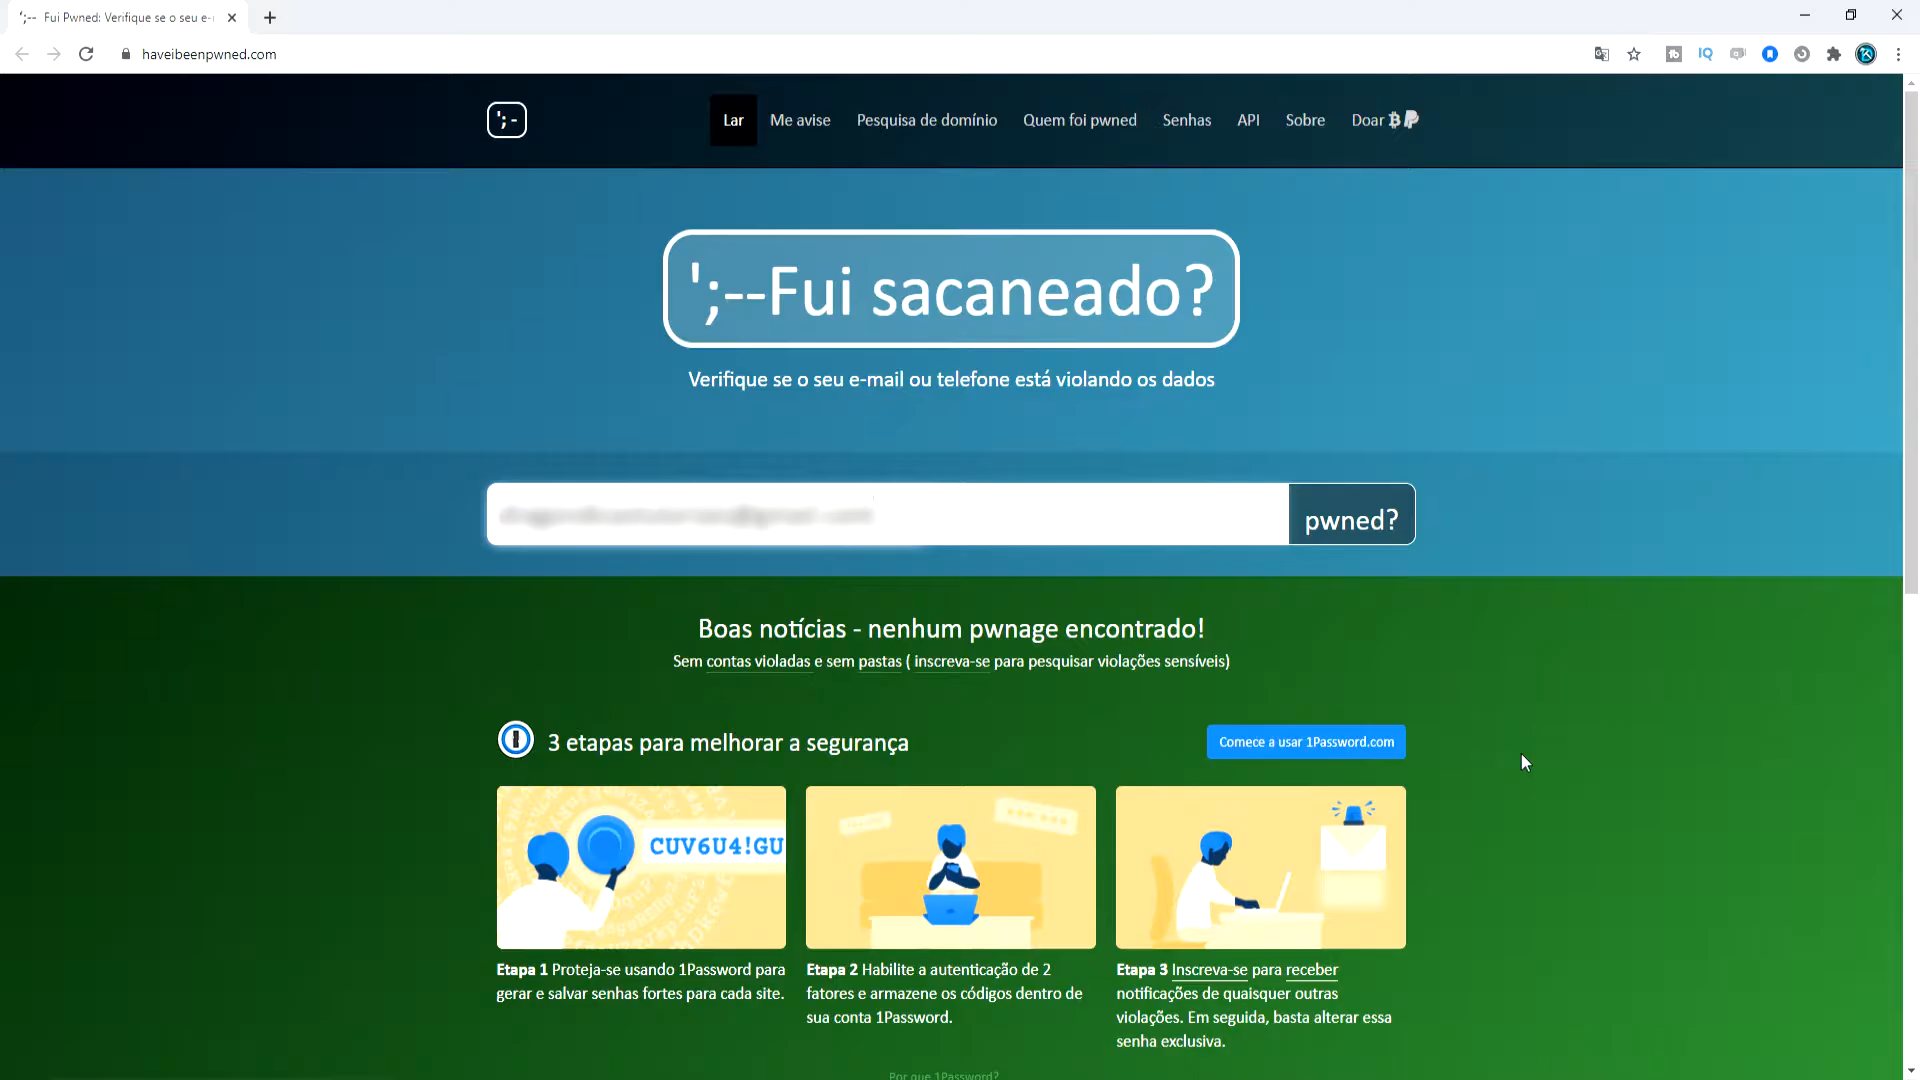 ';-- Fui Pwned: Verifique se o seu e-
haveibeenpwned.com
IQ
';-
Lar
Me avise
Pesquisa de domínio
Quem foi pwned
Senhas
API
Sobre
Doar
';--Fui sacaneado?
Verifique se o seu e-mail ou telefone está violando os dados
pwned?
Boas notícias - nenhum pwnage encontrado!
Sem contas violadas e sem pastas ( inscreva-se para pesquisar violações sensíveis)
3 etapas para melhorar a segurança
Comece a usar 1Password.com
CUV6U4!GU
Etapa 1 Proteja-se usando 1Password para
gerar e salvar senhas fortes para cada site.
Etapa 2 Habilite a autenticação de 2
fatores e armazene os códigos dentro de
sua conta 1Password.
Etapa 3 Inscreva-se para receber
notificações de quaisquer outras
violações. Em seguida, basta alterar essa
senha exclusiva.
Por que 1Password?